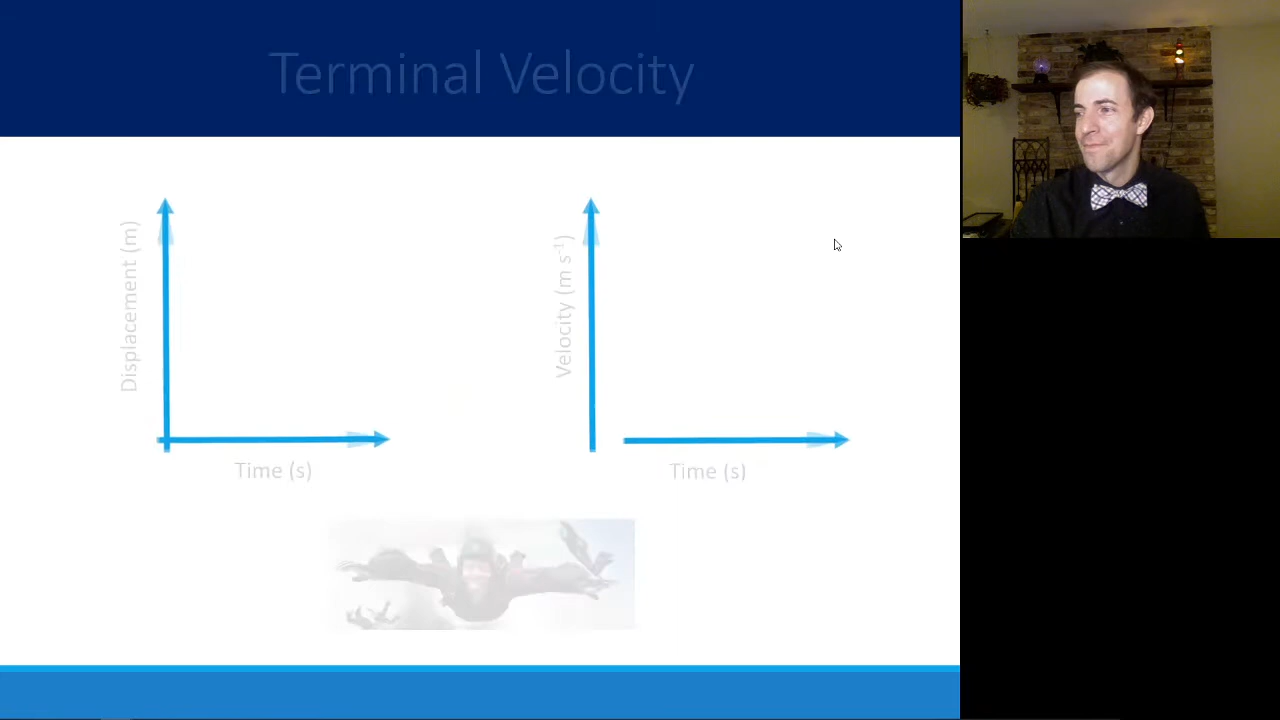 Terminal Velocity
Displacement (m)
Time (s)
Velocity (m s⁻¹)
Time (s)